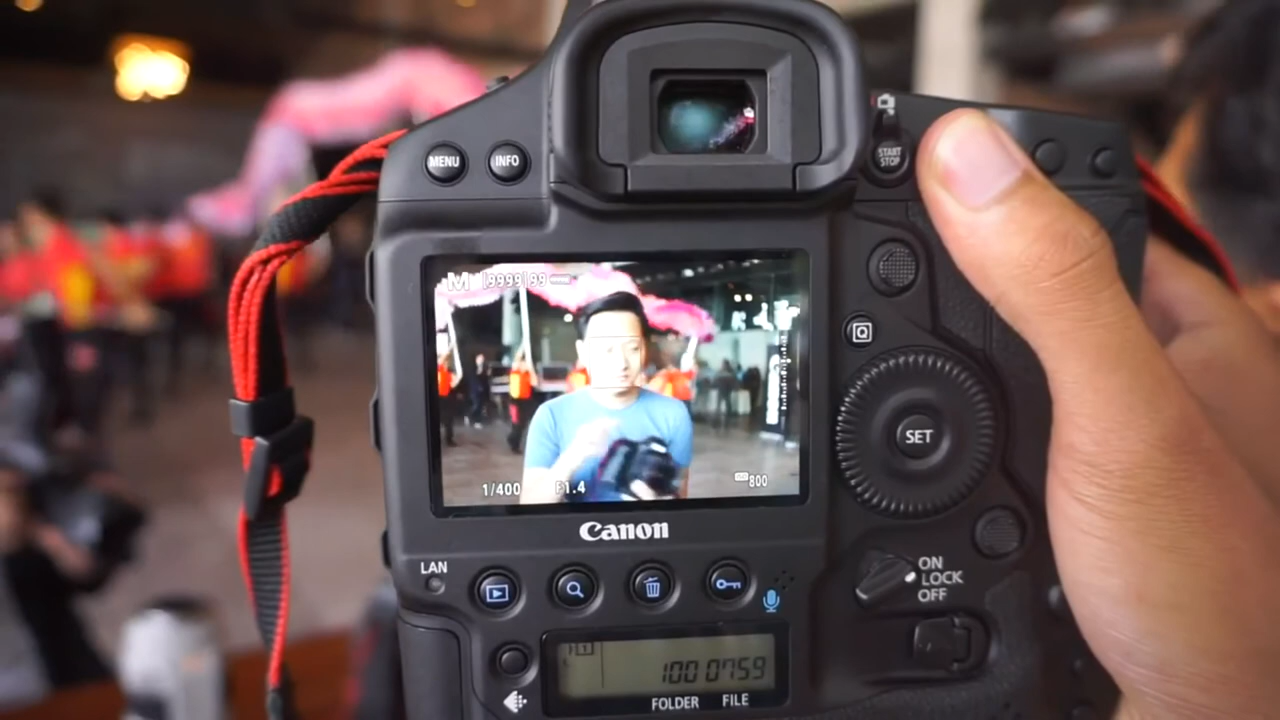 MENU
INFO
START
STOP
M [9999] 99
Q
1/400 F1.4 ISO 800
SET
Canon
LAN
ON
LOCK
OFF
100 0759
FOLDER FILE